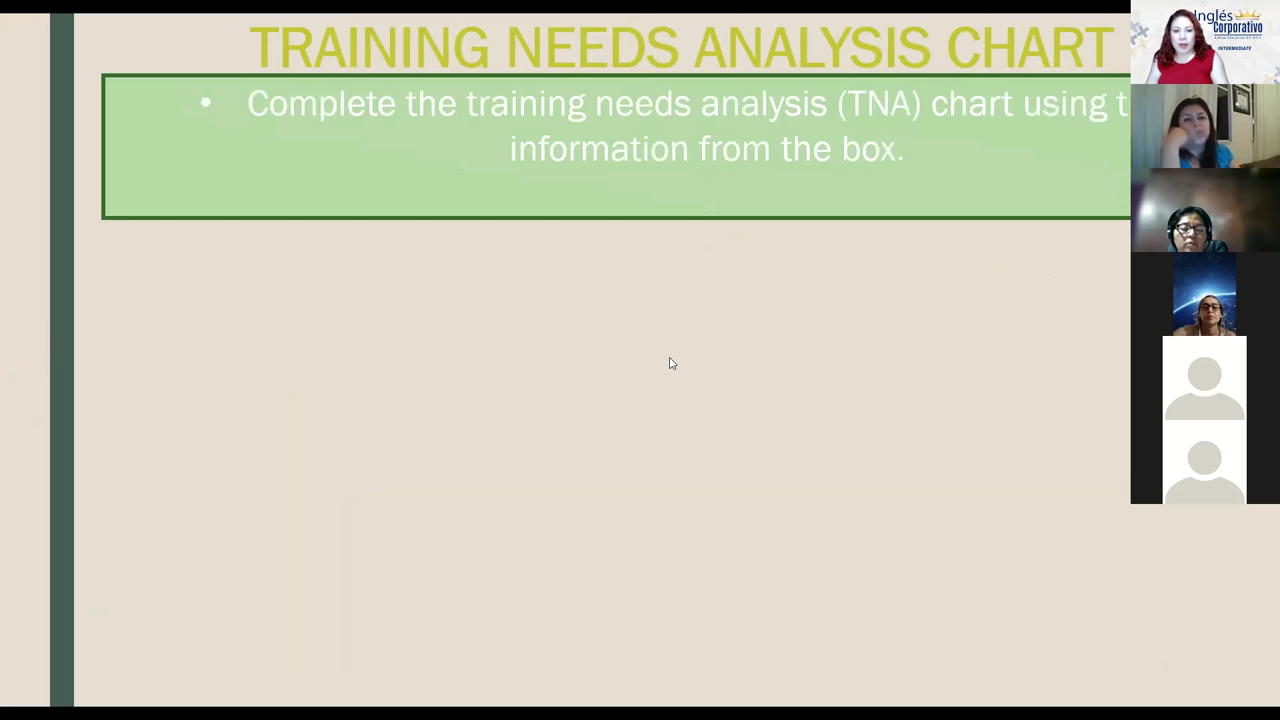 TRAINING NEEDS ANALYSIS CHART
• Complete the training needs analysis (TNA) chart using t
information from the box.
Inglés
Corporativo
INTERMEDIATE